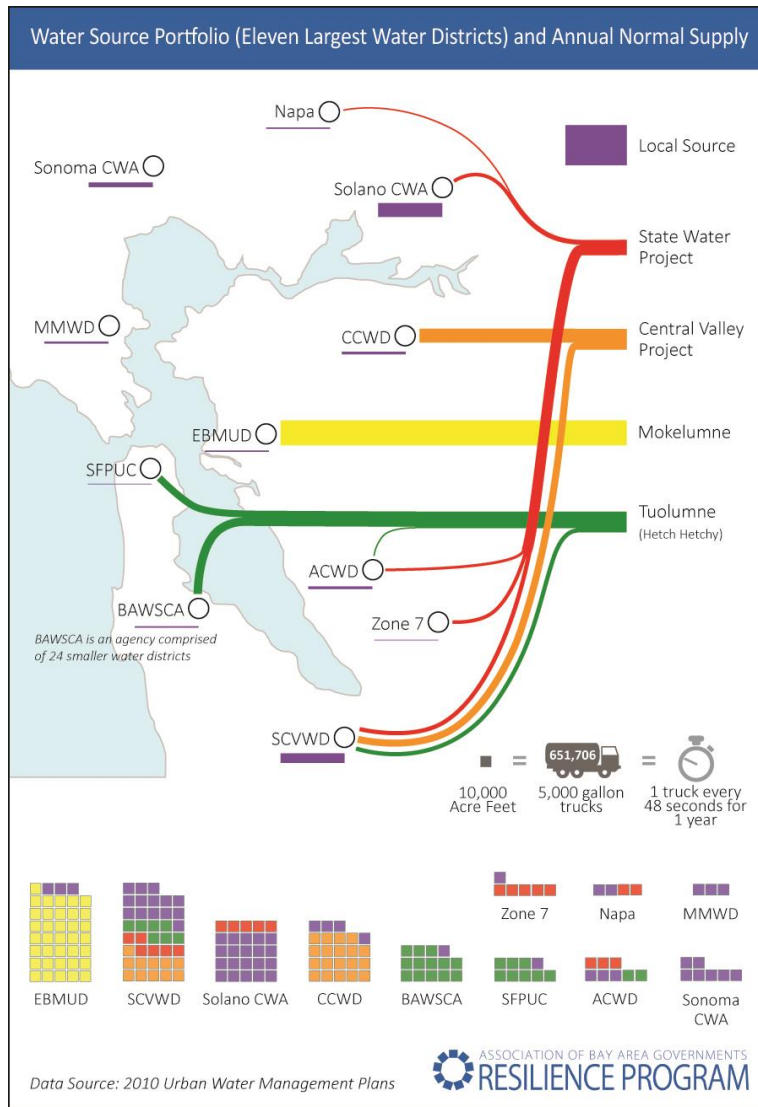 Water Source Portfolio (Eleven Largest Water Districts) and Annual Normal Supply
Napa
Local Source
Sonoma CWA
Solano CWA
State Water
Project
MMWD
CCWD
Central Valley
Project
EBMUD
Mokelumne
SFPUC
Tuolumne
(Hetch Hetchy)
ACWD
BAWSCA
Zone 7
BAWSCA is an agency comprised
of 24 smaller water districts
SCVWD
651,706
=
=
10,000
Acre Feet
5,000 gallon
trucks
1 truck every
48 seconds for
1 year
Zone 7
Napa
MMWD
EBMUD
SCVWD
Solano CWA
CCWD
BAWSCA
SFPUC
ACWD
Sonoma
CWA
Data Source: 2010 Urban Water Management Plans
ASSOCIATION OF BAY AREA GOVERNMENTS
RESILIENCE PROGRAM